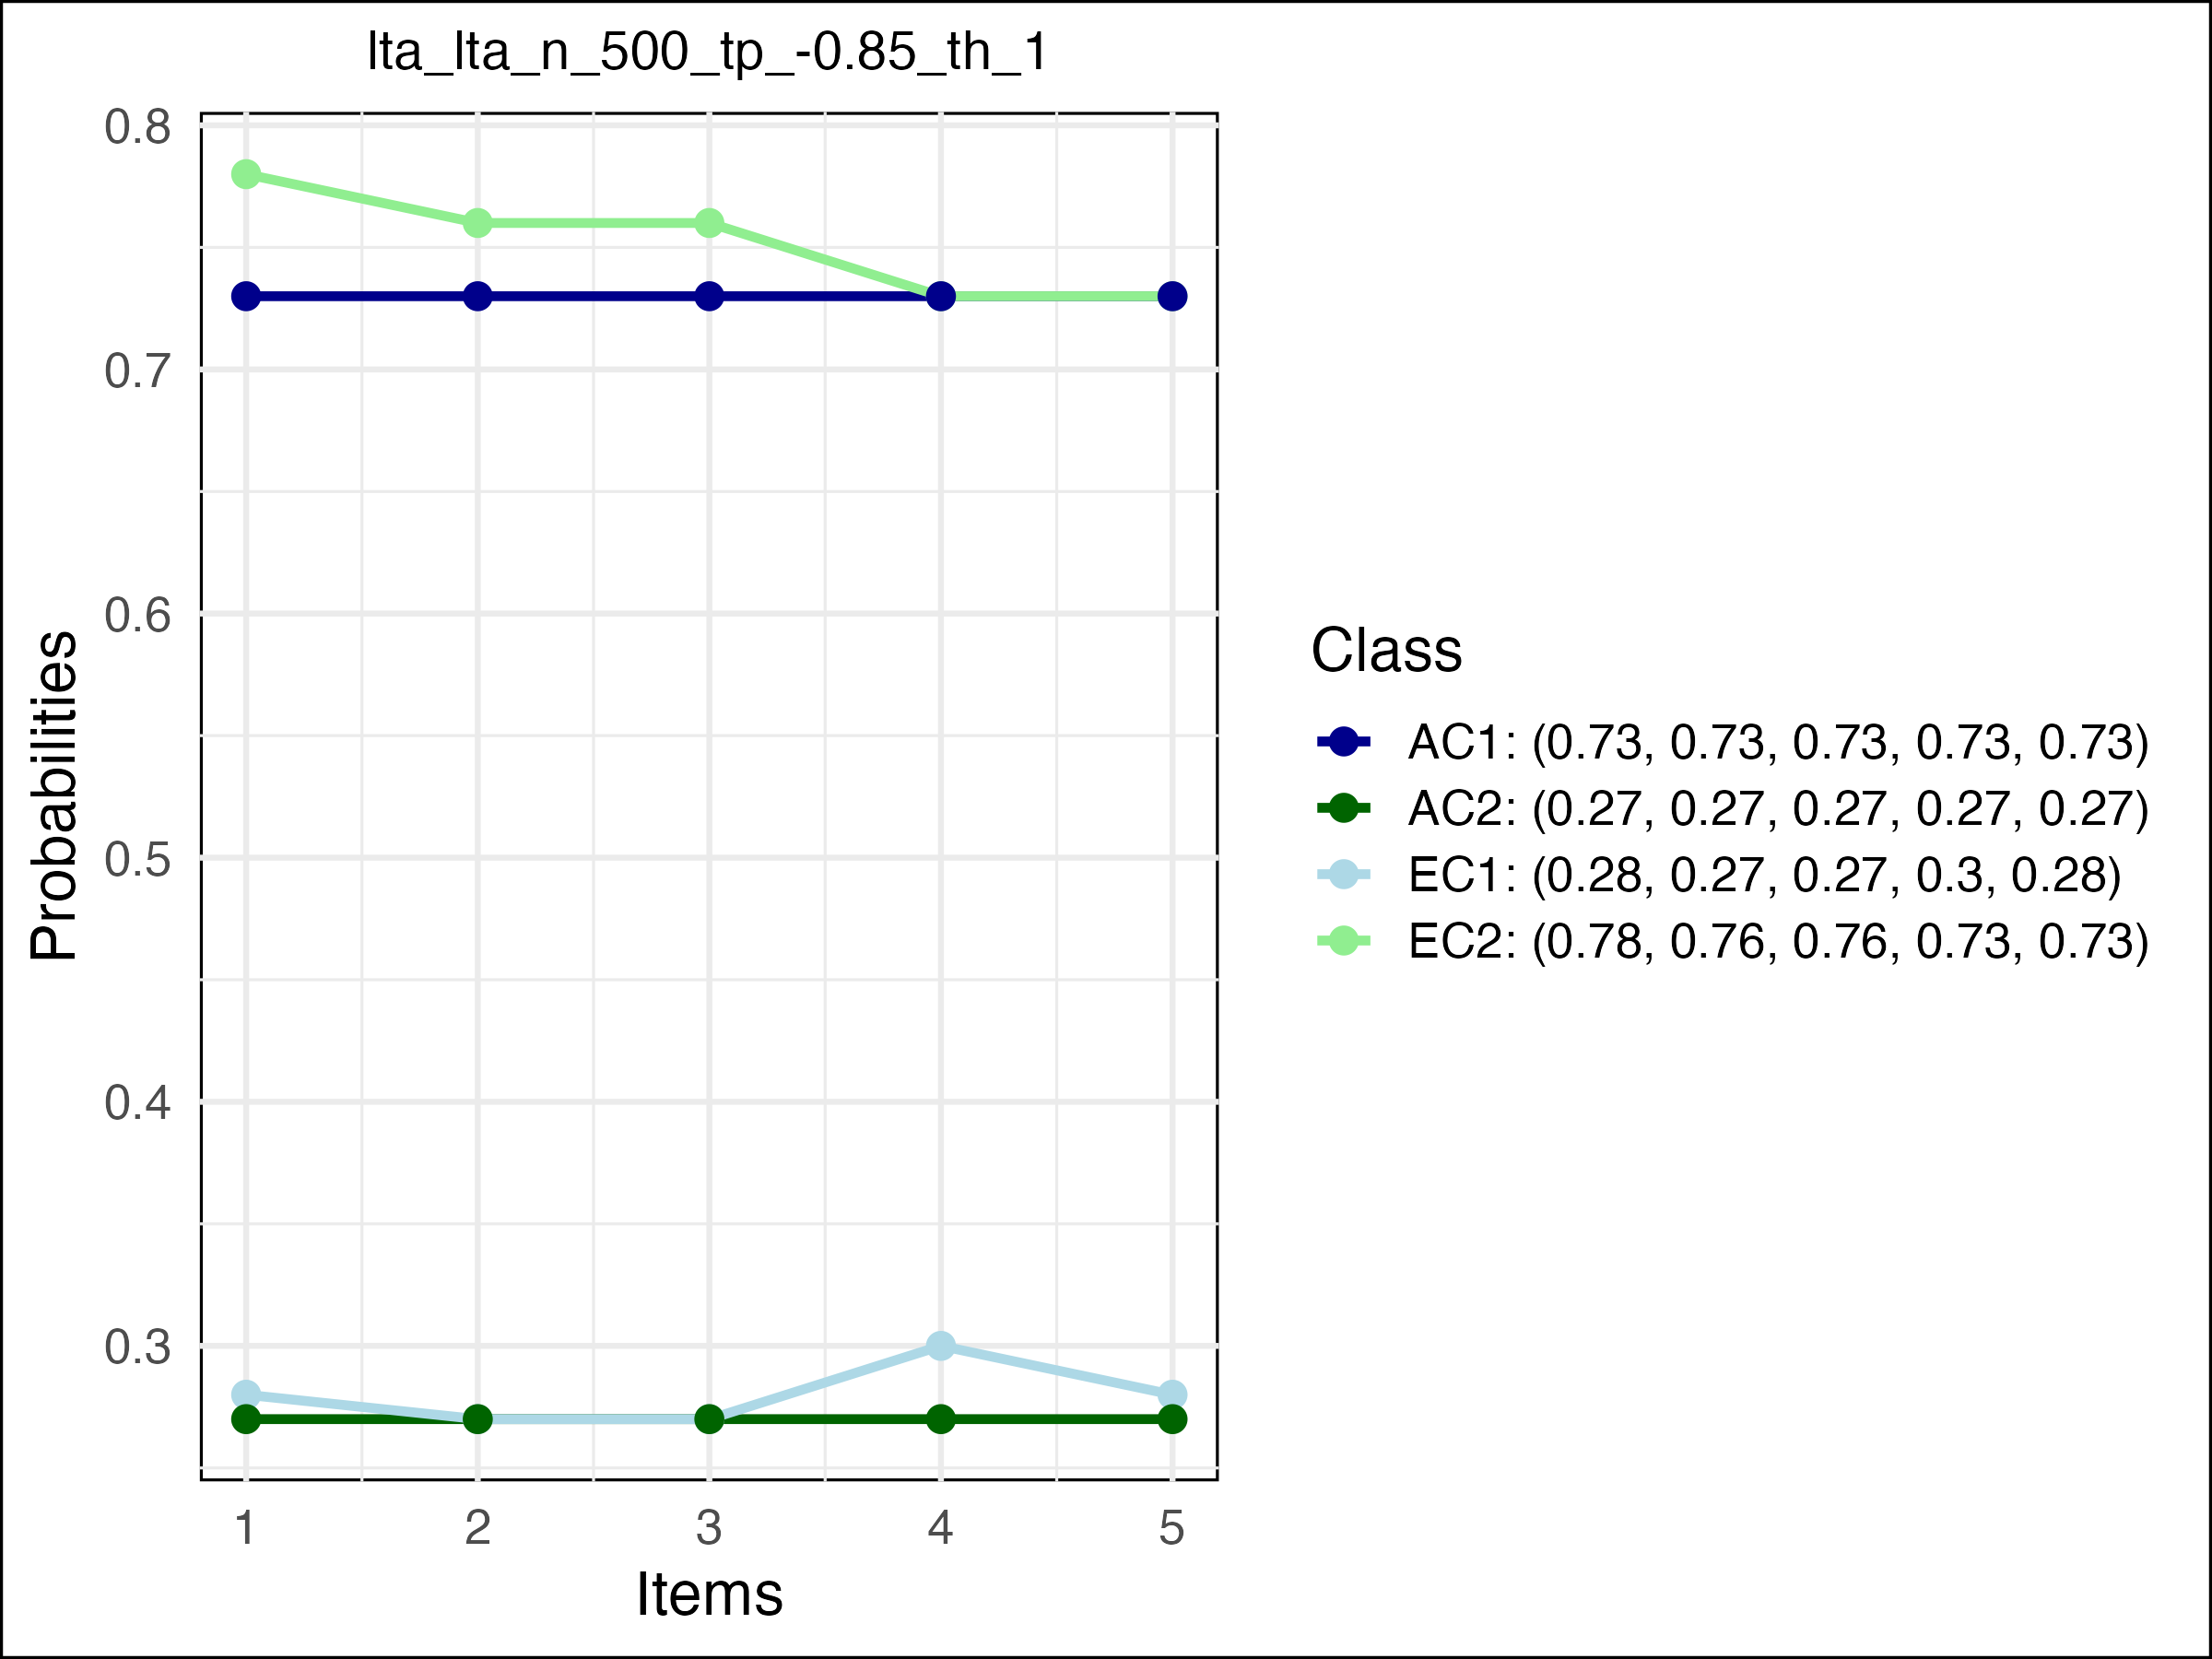 lta_lta_n_500_tp_-0.85_th_1
0.8
0.7
0.6
0.5
0.4
0.3
Probabilities
1 2 3 4 5
Items
Class
AC1: (0.73, 0.73, 0.73, 0.73, 0.73)
AC2: (0.27, 0.27, 0.27, 0.27, 0.27)
EC1: (0.28, 0.27, 0.27, 0.3, 0.28)
EC2: (0.78, 0.76, 0.76, 0.73, 0.73)